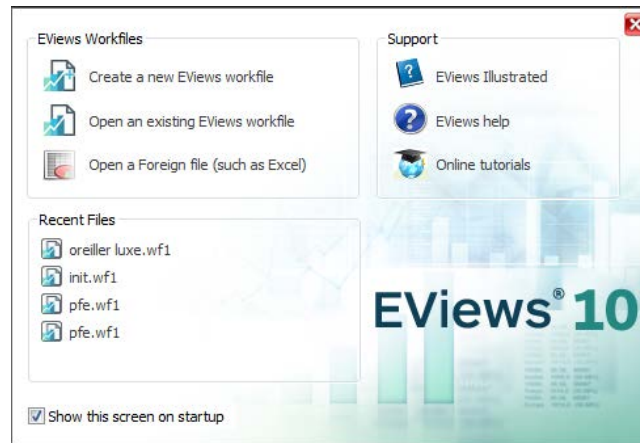 EViews Workfiles
Create a new EViews workfile
Open an existing EViews workfile
Open a Foreign file (such as Excel)
Support
EViews Illustrated
EViews help
Online tutorials
Recent Files
oreiller luxe.wf1
init.wf1
pfe.wf1
pfe.wf1
EViews® 10
Show this screen on startup